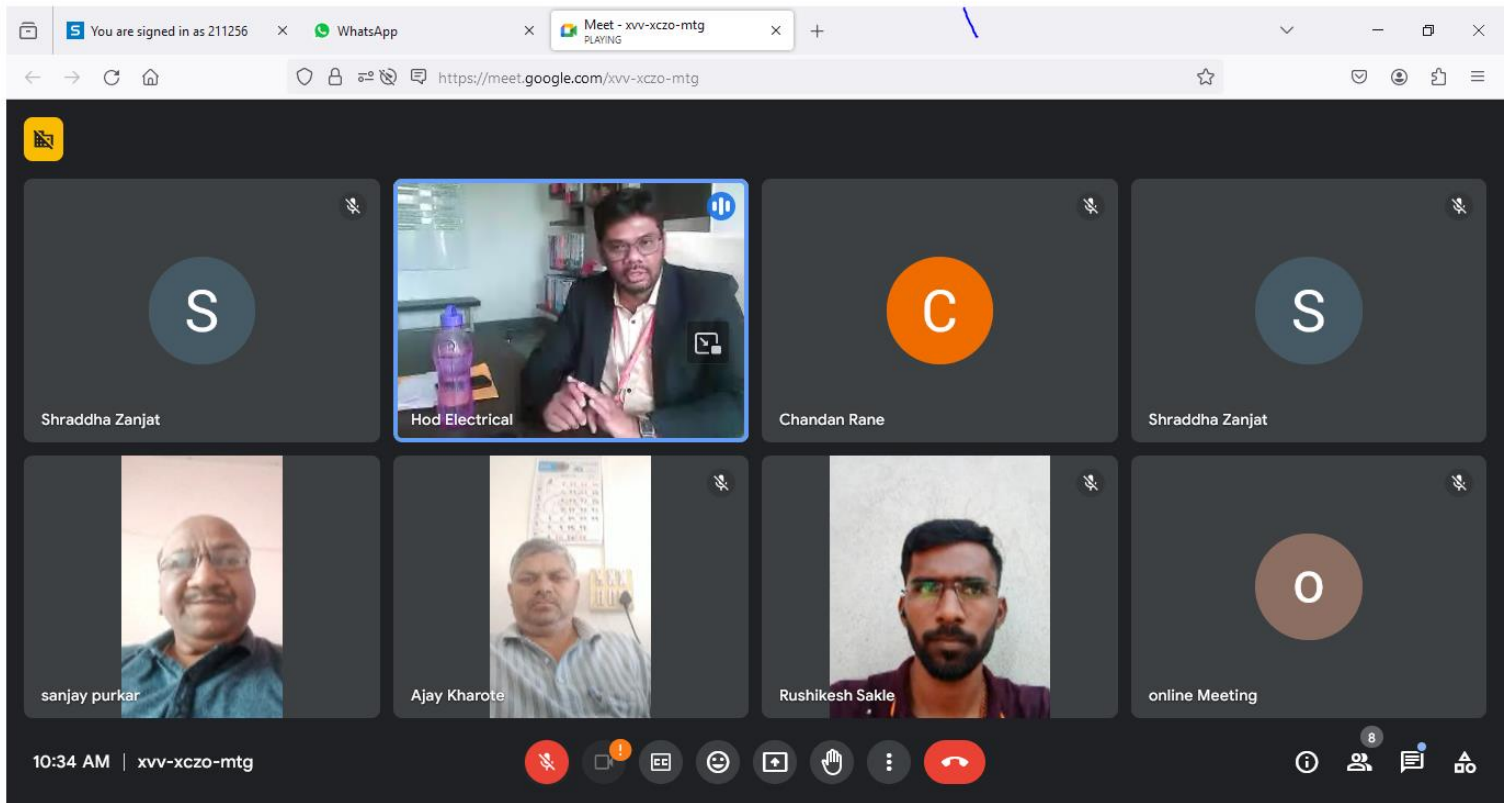 S You are signed in as 211256
WhatsApp
Meet - xvv-xczo-mtg
PLAYING
https://meet.google.com/xvv-xczo-mtg
S
C
S
Shraddha Zanjat
Hod Electrical
Chandan Rane
Shraddha Zanjat
o
sanjay purkar
Ajay Kharote
Rushikesh Sakle
online Meeting
10:34 AM | xvv-xczo-mtg
!
CC
8